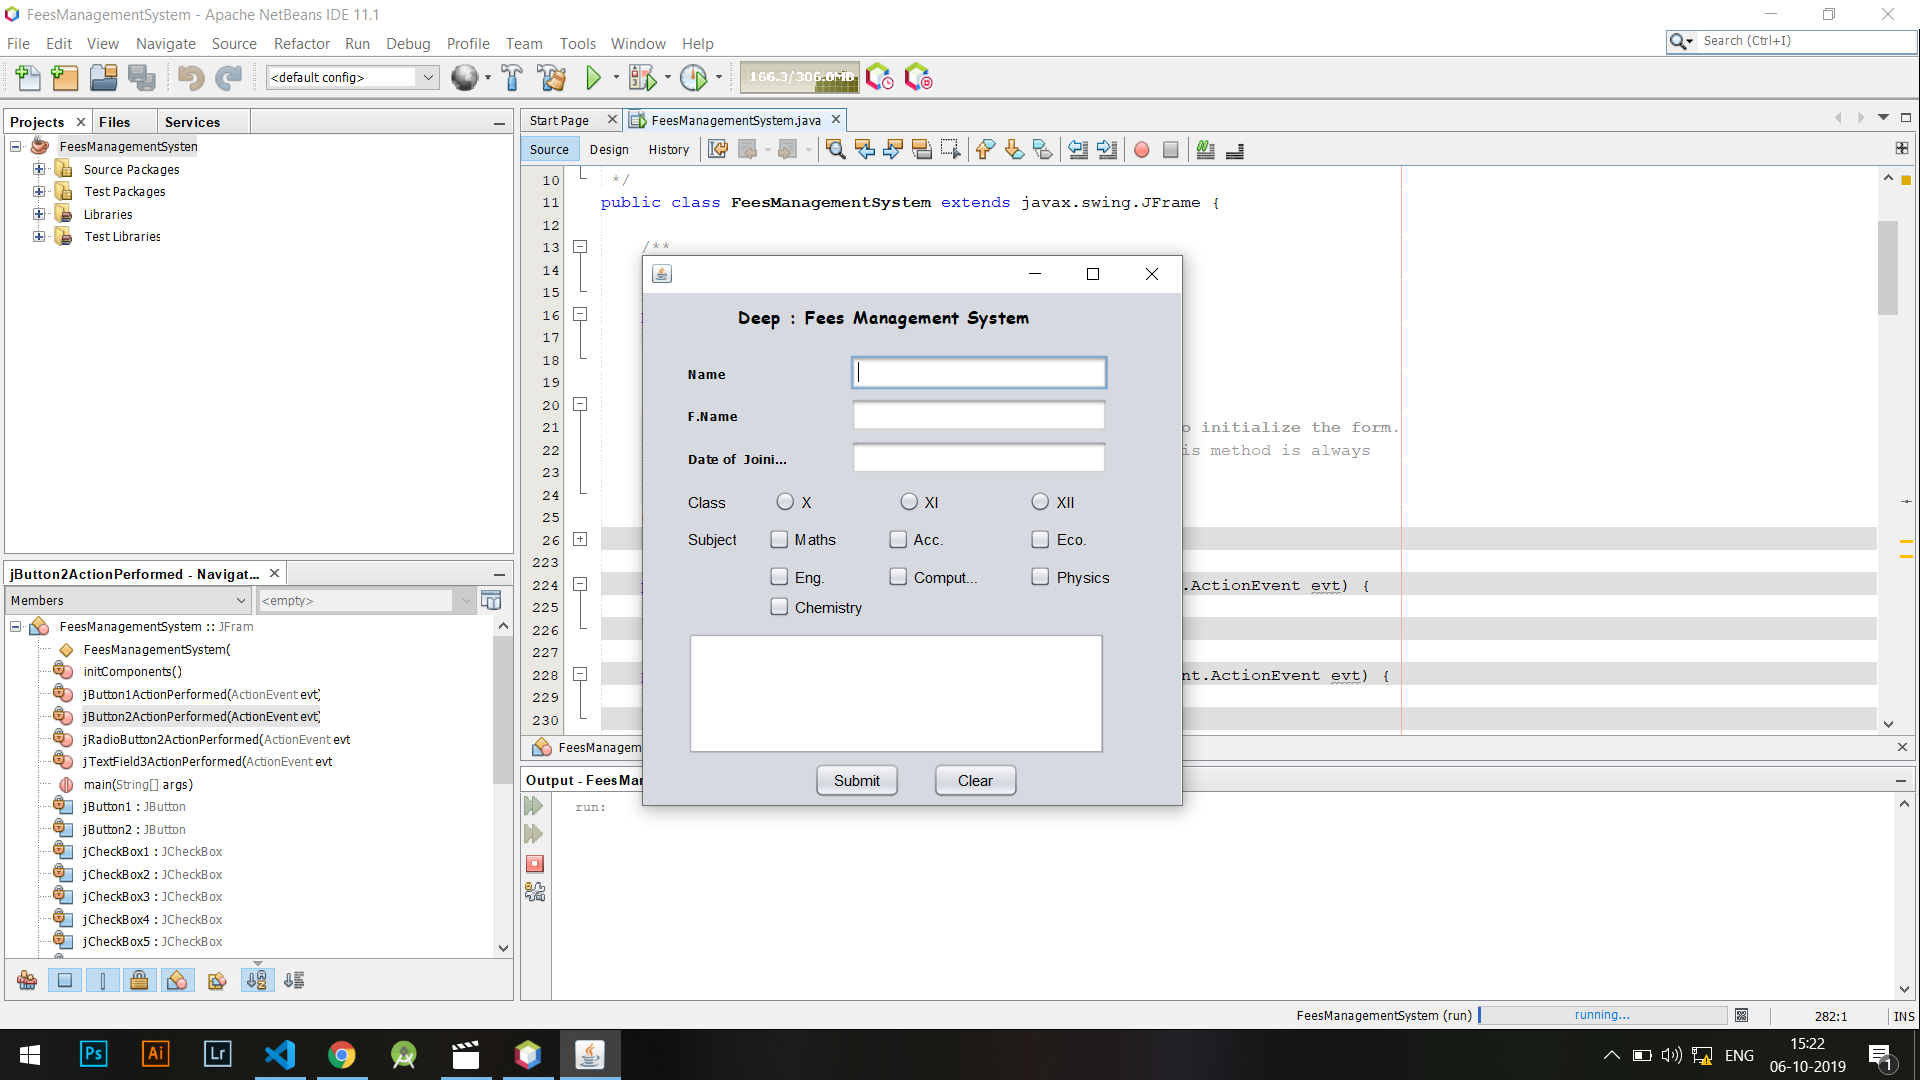 FeesManagementSystem - Apache NetBeans IDE 11.1
File Edit View Navigate Source Refactor Run Debug Profile Team Tools Window Help
Search (Ctrl+I)
<default config>
166.3/306.0MB
Projects Files Services
FeesManagementSysten
Source Packages
Test Packages
Libraries
Test Libraries
Start Page FeesManagementSystem.java
Source Design History
10 */
11 public class FeesManagementSystem extends javax.swing.JFrame {
12
13 /**
14
15
16
17
18
19
20
21 o initialize the form.
22 is method is always
23
24
25
26
223
224 .ActionEvent evt) {
225
226
227
228 nt.ActionEvent evt) {
229
230
FeesManagem
Deep : Fees Management System
Name
F.Name
Date of Joini...
Class X XI XII
Subject Maths Acc. Eco.
Eng. Comput... Physics
Chemistry
Submit Clear
jButton2ActionPerformed - Navigat...
Members <empty>
FeesManagementSystem :: JFram
FeesManagementSystem(
initComponents()
jButton1ActionPerformed(ActionEvent evt)
jButton2ActionPerformed(ActionEvent evt)
jRadioButton2ActionPerformed(ActionEvent evt
jTextField3ActionPerformed(ActionEvent evt
main(String[] args)
jButton1 : JButton
jButton2 : JButton
jCheckBox1 : JCheckBox
jCheckBox2 : JCheckBox
jCheckBox3 : JCheckBox
jCheckBox4 : JCheckBox
jCheckBox5 : JCheckBox
Output - FeesMar
run:
FeesManagementSystem (run) running... 282:1 INS
Ps Ai Lr
ENG
15:22
06-10-2019
1